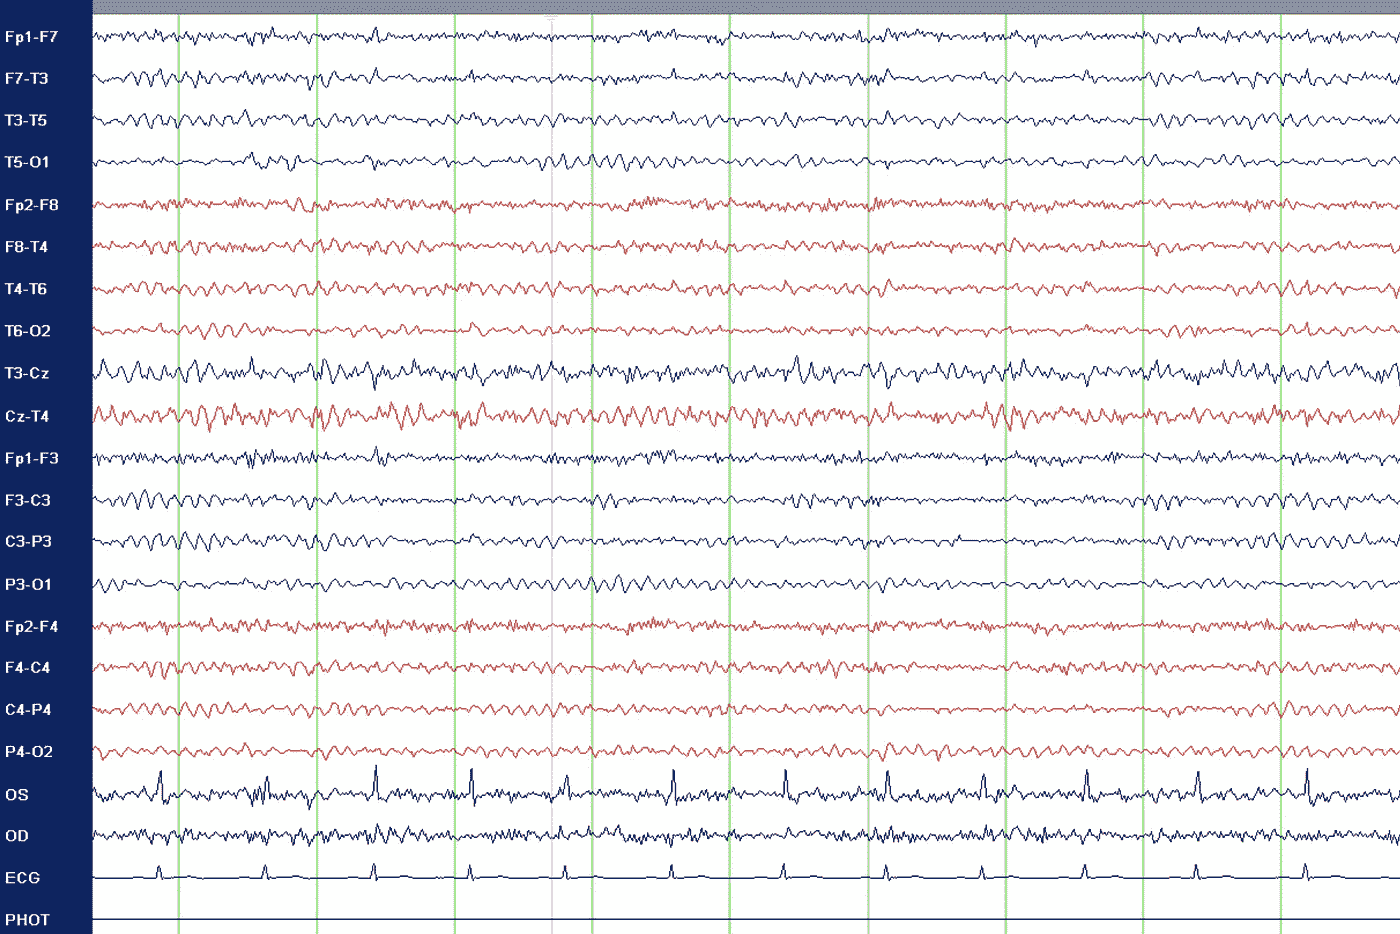 Fp1-F7
F7-T3
T3-T5
T5-O1
Fp2-F8
F8-T4
T4-T6
T6-O2
T3-Cz
Cz-T4
Fp1-F3
F3-C3
C3-P3
P3-O1
Fp2-F4
F4-C4
C4-P4
P4-O2
OS
OD
ECG
PHOT